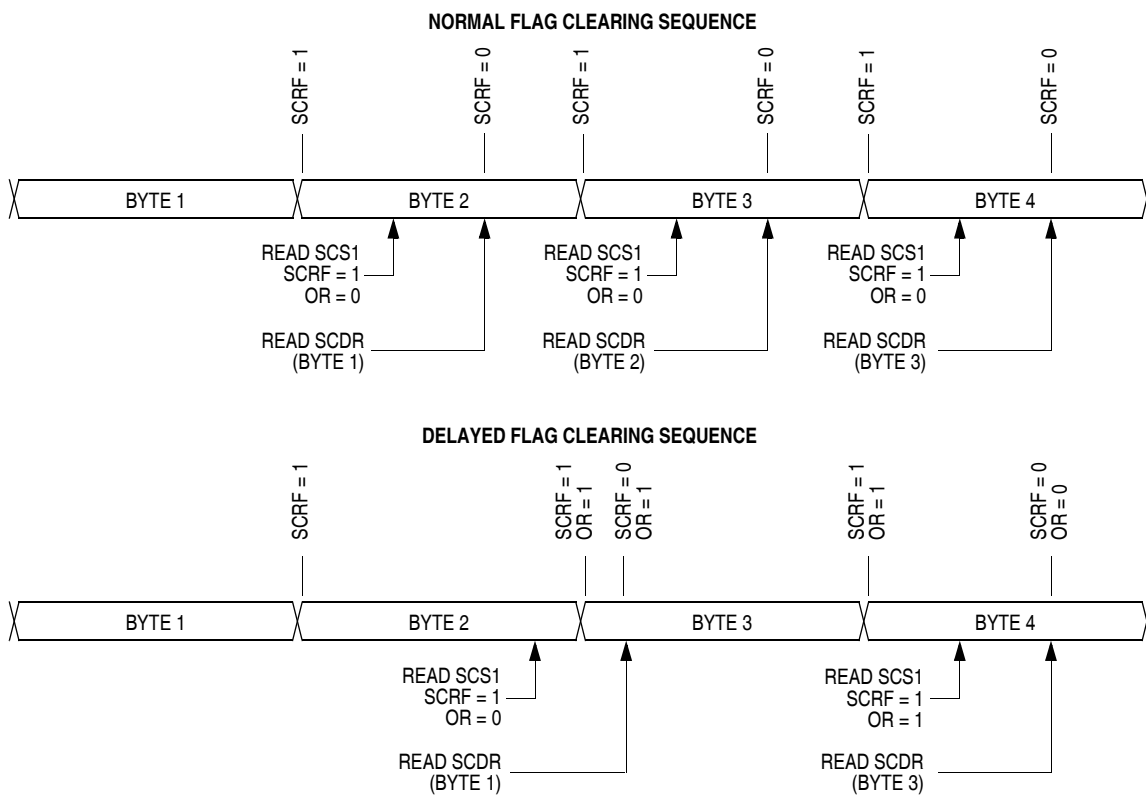 NORMAL FLAG CLEARING SEQUENCE
SCRF = 1
SCRF = 0
SCRF = 1
SCRF = 0
SCRF = 1
SCRF = 0
BYTE 1
BYTE 2
BYTE 3
BYTE 4
READ SCS1
SCRF = 1
OR = 0
READ SCS1
SCRF = 1
OR = 0
READ SCS1
SCRF = 1
OR = 0
READ SCDR
(BYTE 1)
READ SCDR
(BYTE 2)
READ SCDR
(BYTE 3)
DELAYED FLAG CLEARING SEQUENCE
SCRF = 1
SCRF = 1
OR = 1
SCRF = 0
OR = 1
SCRF = 1
OR = 1
SCRF = 0
OR = 0
BYTE 1
BYTE 2
BYTE 3
BYTE 4
READ SCS1
SCRF = 1
OR = 0
READ SCS1
SCRF = 1
OR = 1
READ SCDR
(BYTE 1)
READ SCDR
(BYTE 3)